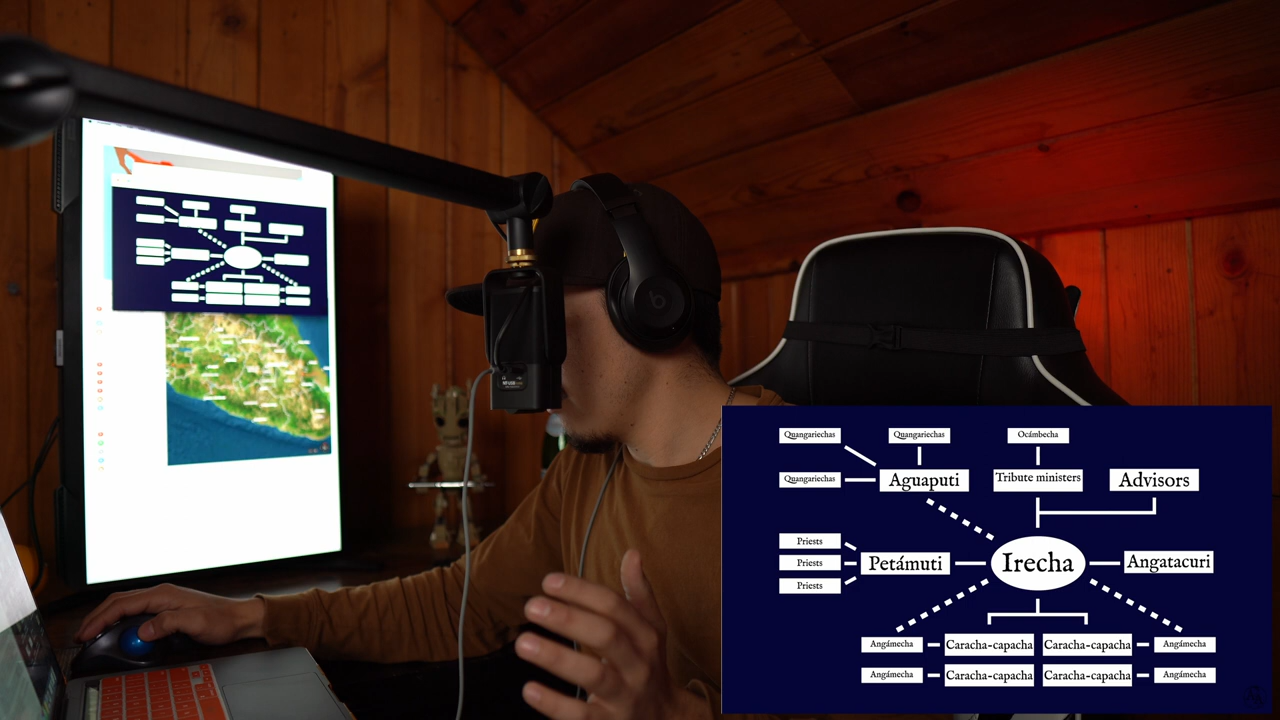 Quangariechas
Quangariechas
Ocámbecha
Quangariechas
Aguaputi
Tribute ministers
Advisors
Priests
Priests
Priests
Petámuti
Irecha
Angatacuri
Angámecha
Caracha-capacha
Caracha-capacha
Angámecha
Angámecha
Caracha-capacha
Caracha-capacha
Angámecha